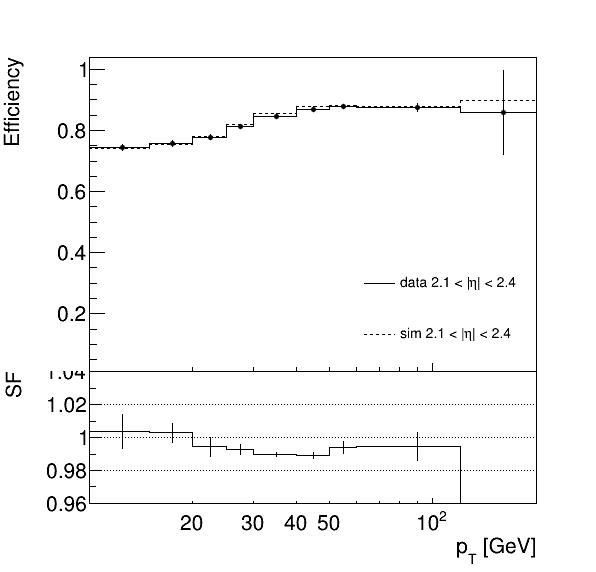 Efficiency
1
0.8
0.6
0.4
0.2
data 2.1 < |η| < 2.4
sim 2.1 < |η| < 2.4
SF
1.04
1.02
1
0.98
0.96
20 30 40 50 10²
p_T [GeV]